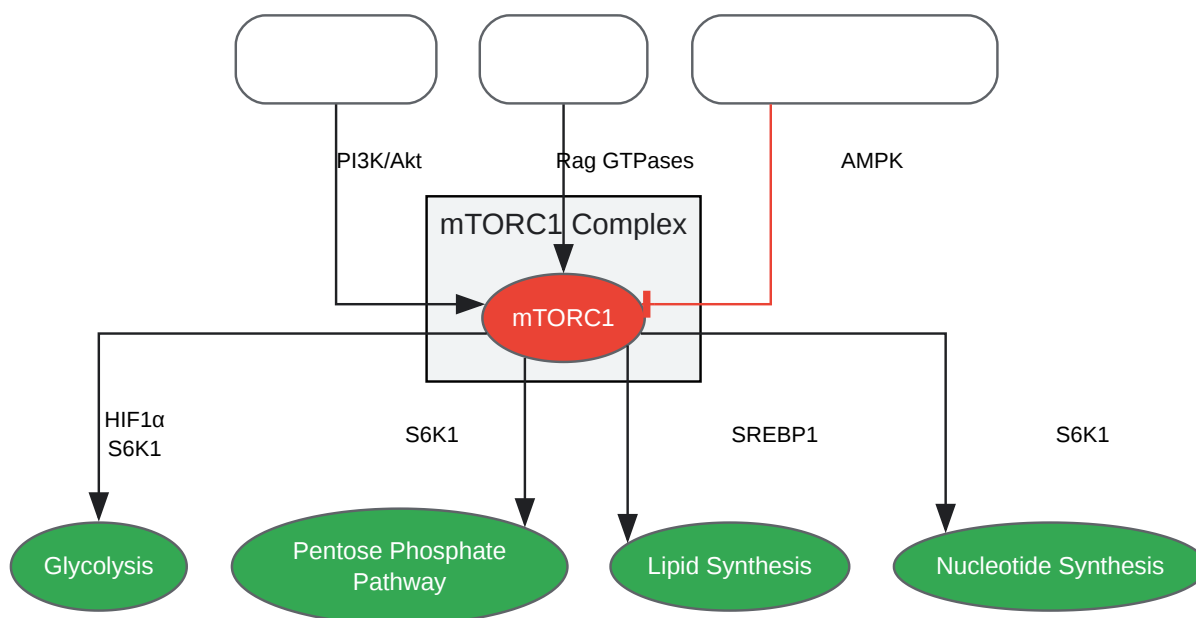 PI3K/Akt
Rag GTPases
AMPK
mTORC1 Complex
mTORC1
HIF1α
S6K1
S6K1
SREBP1
S6K1
Glycolysis
Pentose Phosphate
Pathway
Lipid Synthesis
Nucleotide Synthesis